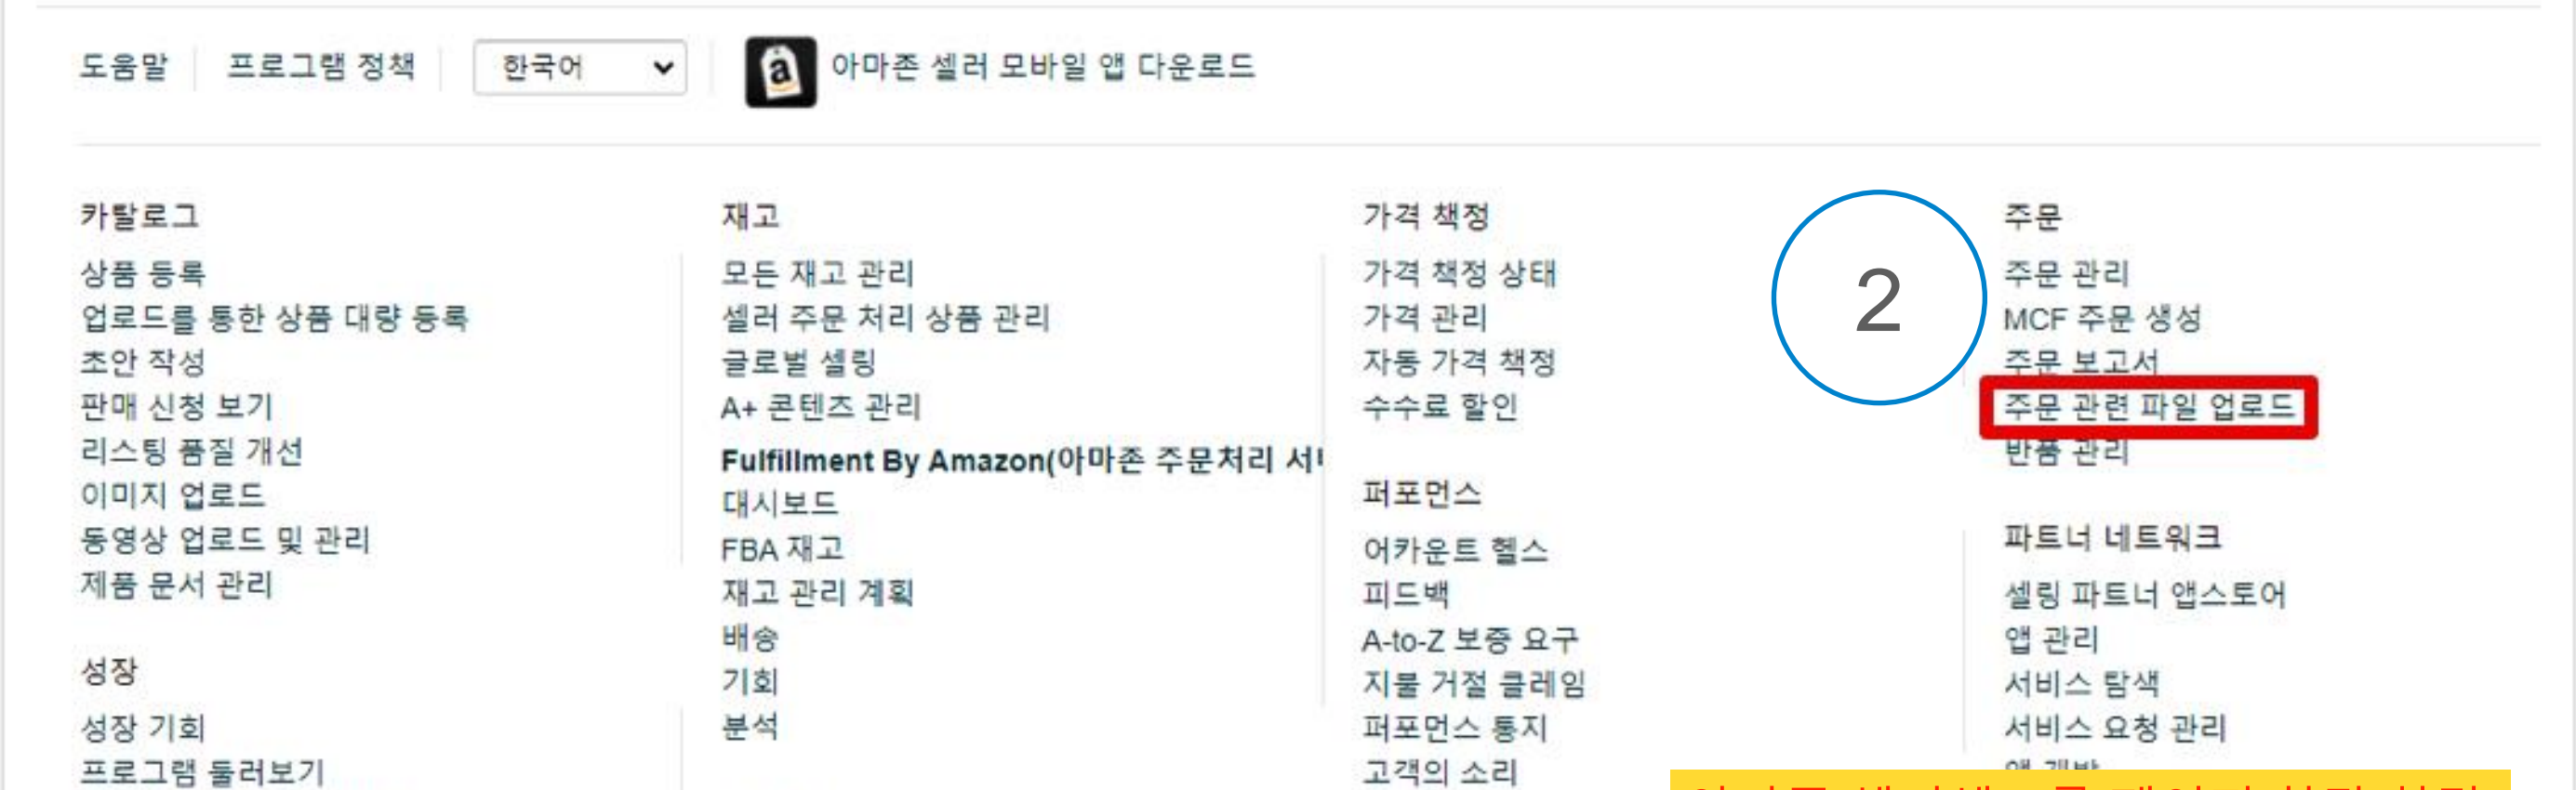 도움말 프로그램 정책 한국어 아마존 셀러 모바일 앱 다운로드
카탈로그
상품 등록
업로드를 통한 상품 대량 등록
초안 작성
판매 신청 보기
리스팅 품질 개선
이미지 업로드
동영상 업로드 및 관리
제품 문서 관리
성장
성장 기회
프로그램 둘러보기
재고
모든 재고 관리
셀러 주문 처리 상품 관리
글로벌 셀링
A+ 콘텐츠 관리
Fulfillment By Amazon(아마존 주문처리
대시보드
FBA 재고
재고 관리 계획
배송
기회
분석
가격 책정
가격 책정 상태
가격 관리
자동 가격 책정
수수료 할인
퍼포먼스
어카운트 헬스
피드백
A-to-Z 보증 요구
지불 거절 클레임
퍼포먼스 통지
고객의 소리
2
주문
주문 관리
MCF 주문 생성
주문 보고서
주문 관련 파일 업로드
반품 관리
파트너 네트워크
셀링 파트너 앱스토어
앱 관리
서비스 탐색
서비스 요청 관리